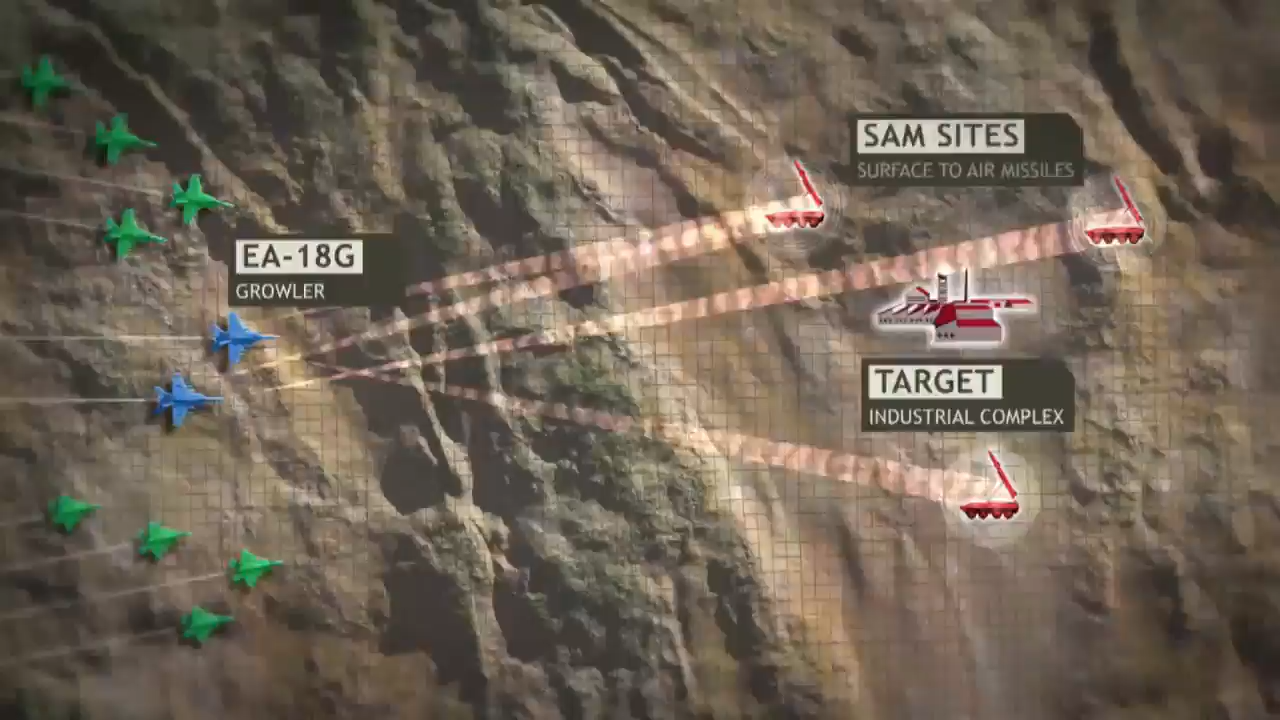 SAM SITES
SURFACE TO AIR MISSILES
EA-18G
GROWLER
TARGET
INDUSTRIAL COMPLEX